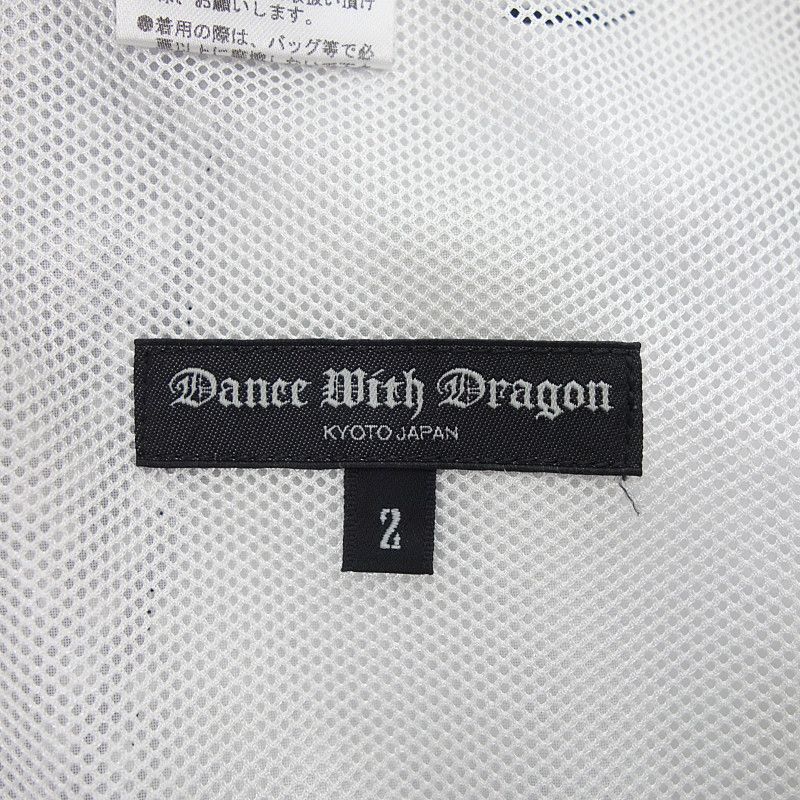 際、お願いします。
●着用の際は、バッグ等で必
Dance With Dragon
KYOTO JAPAN
2